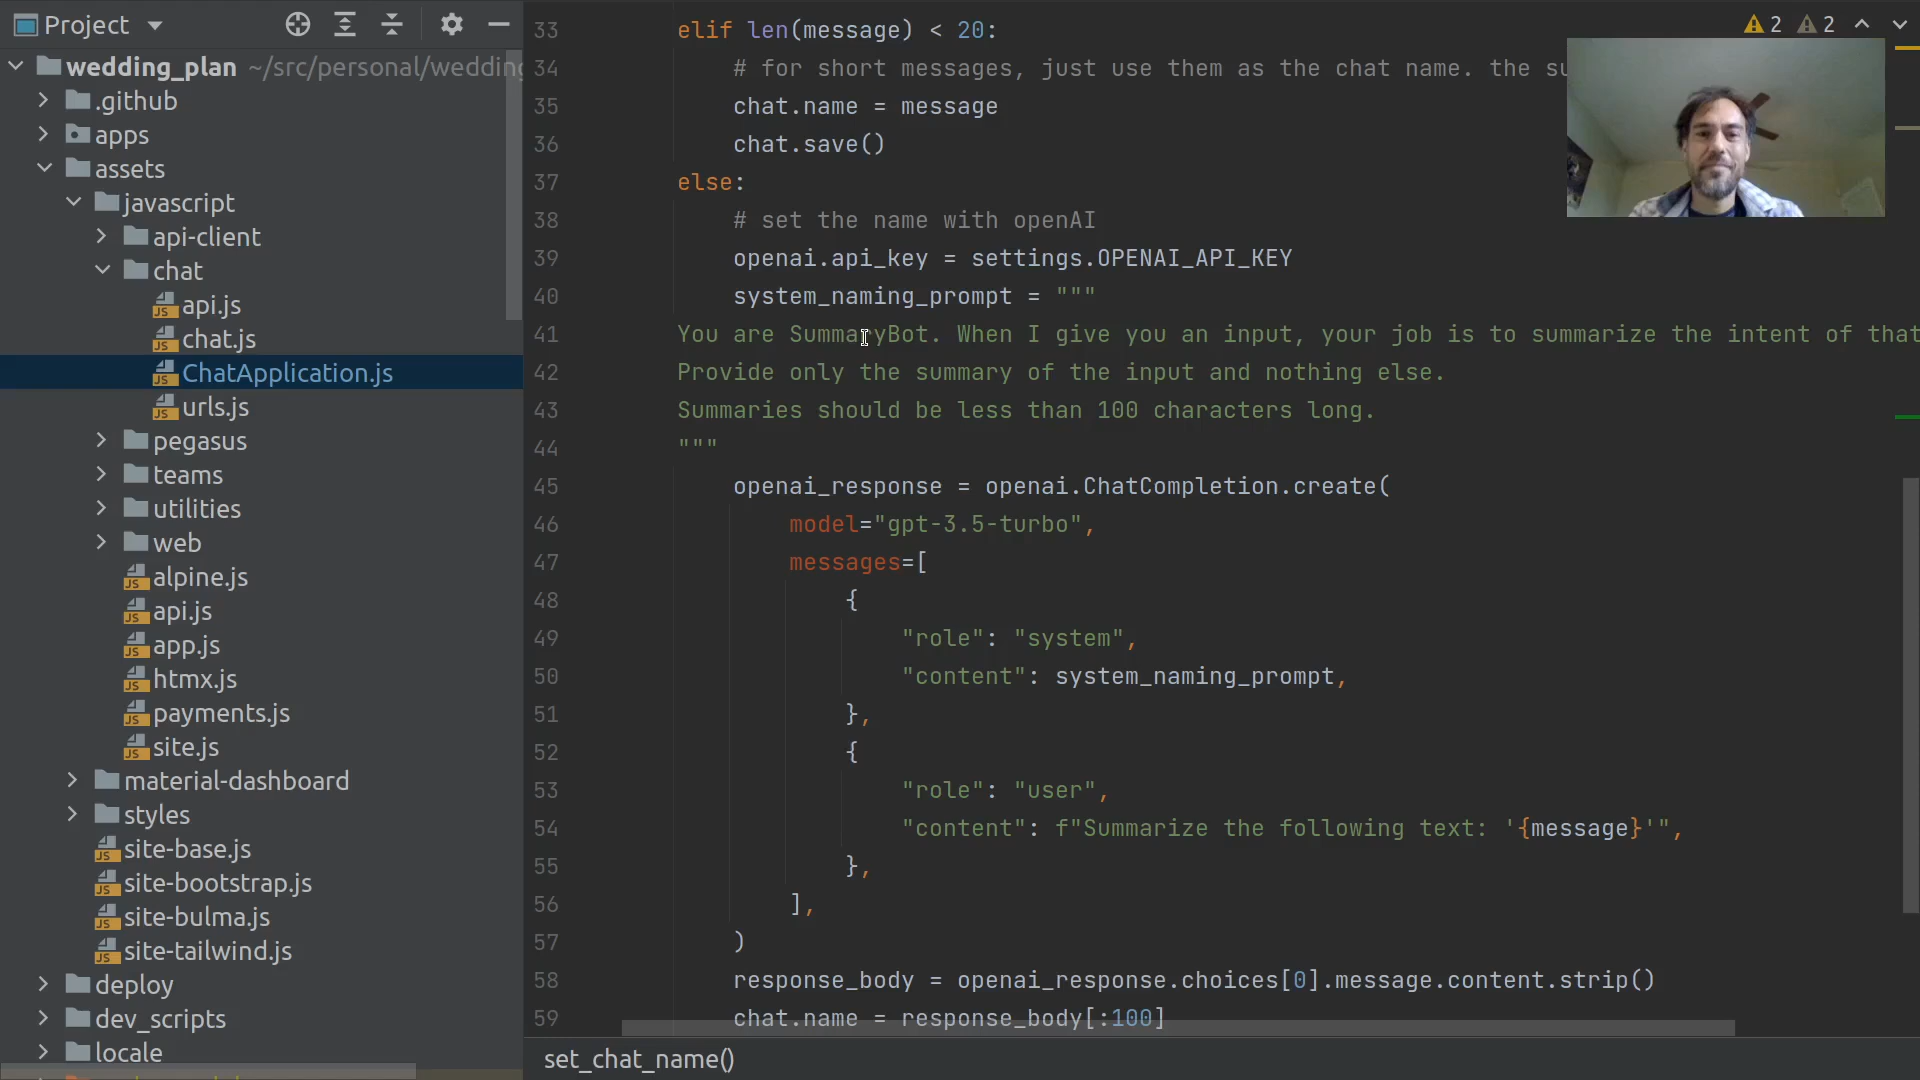 Project
wedding_plan ~/src/personal/wedding
.github
apps
assets
javascript
api-client
chat
api.js
chat.js
ChatApplication.js
urls.js
pegasus
teams
utilities
web
alpine.js
api.js
app.js
htmx.js
payments.js
site.js
material-dashboard
styles
site-base.js
site-bootstrap.js
site-bulma.js
site-tailwind.js
deploy
dev_scripts
locale
2 2
33 elif len(message) < 20:
34 # for short messages, just use them as the chat name. the
35 chat.name = message
36 chat.save()
37 else:
38 # set the name with openAI
39 openai.api_key = settings.OPENAI_API_KEY
40 system_naming_prompt = """
41 You are SummaryBot. When I give you an input, your job is to summarize the intent of that
42 Provide only the summary of the input and nothing else.
43 Summaries should be less than 100 characters long.
44 """
45 openai_response = openai.ChatCompletion.create(
46 model="gpt-3.5-turbo",
47 messages=[
48 {
49 "role": "system",
50 "content": system_naming_prompt,
51 },
52 {
53 "role": "user",
54 "content": f"Summarize the following text: '{message}'",
55 },
56 ],
57 )
58 response_body = openai_response.choices[0].message.content.strip()
59 chat.name = response_body[:100]
set_chat_name()